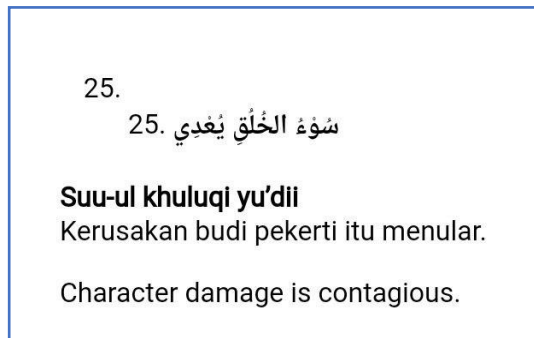 25.
25. سُوْءُ الخُلُقِ يُعْدِي
Suu-ul khuluqi yu’dii
Kerusakan budi pekerti itu menular.
Character damage is contagious.